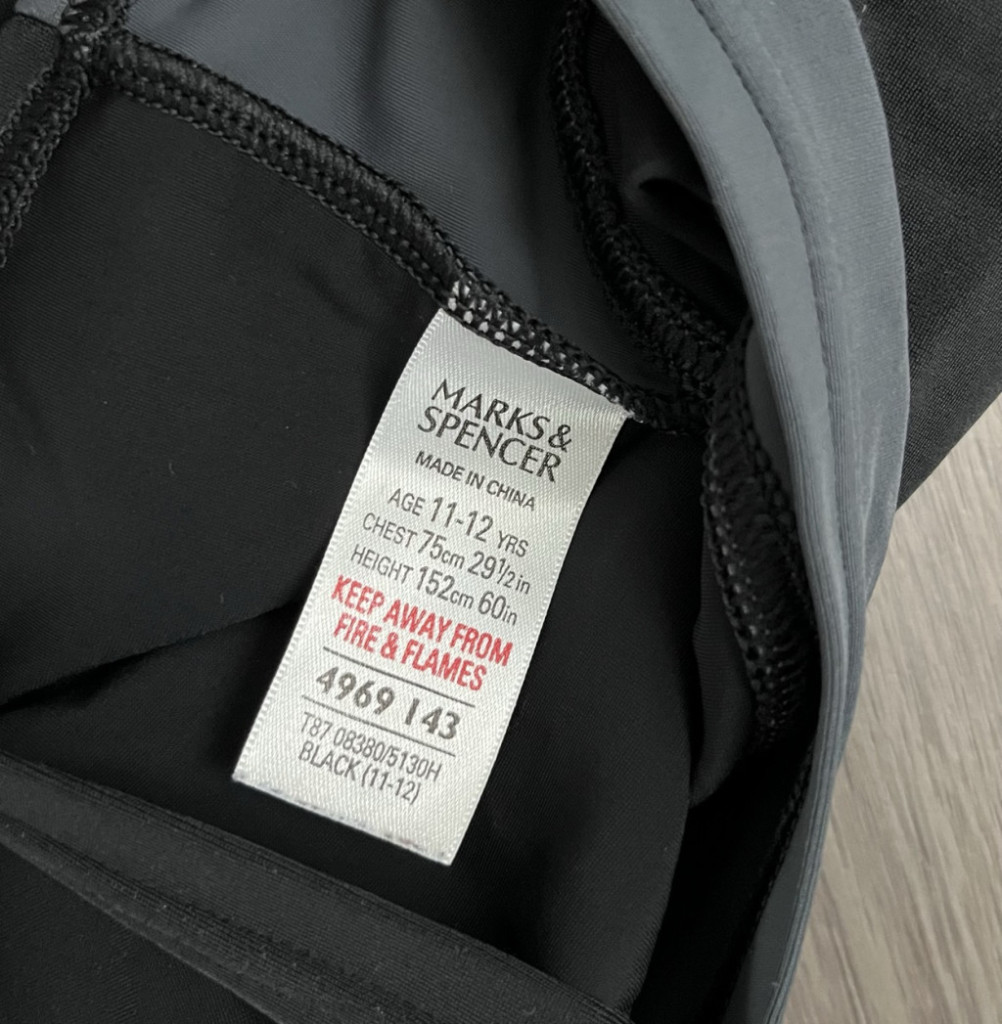 MARKS &
SPENCER
MADE IN CHINA
AGE 11-12 YRS
CHEST 75cm 29½in
HEIGHT 152cm 60in
KEEP AWAY FROM
FIRE & FLAMES
4969 143
T87 08380/5130H
BLACK (11-12)